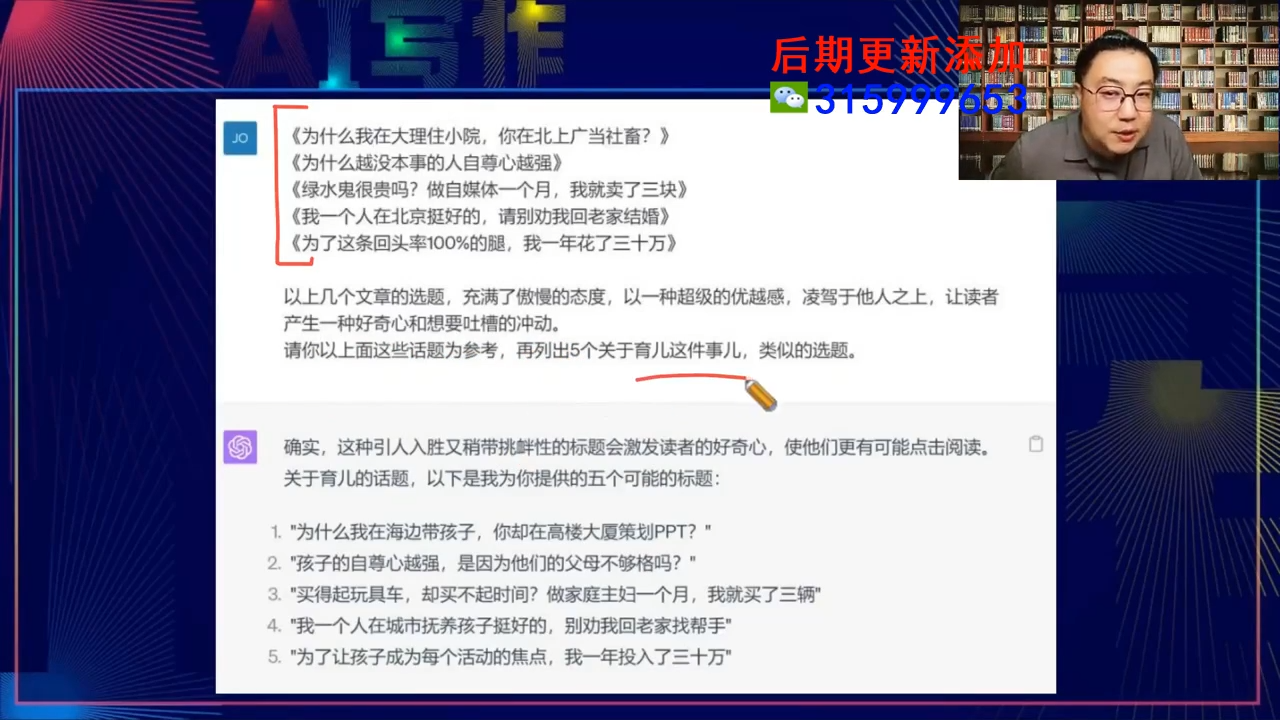 AI写作
后期更新添加
315999653
JO
《为什么我在大理住小院，你在北上广当社畜？》
《为什么越没本事的人自尊心越强》
《绿水鬼很贵吗？做自媒体一个月，我就卖了三块》
《我一个人在北京挺好的，请别劝我回老家结婚》
《为了这条回头率100%的腿，我一年花了三十万》
以上几个文章的选题，充满了傲慢的态度，以一种超级的优越感，凌驾于他人之上，让读者
产生一种好奇心和想要吐槽的冲动。
请你以上面这些话题为参考，再列出5个关于育儿这件事儿，类似的选题。
确实，这种引人入胜又稍带挑衅性的标题会激发读者的好奇心，使他们更有可能点击阅读。
关于育儿的话题，以下是我为你提供的五个可能的标题：
1. "为什么我在海边带孩子，你却在高楼大厦策划PPT？"
2. "孩子的自尊心越强，是因为他们的父母不够格吗？"
3. "买得起玩具车，却买不起时间？做家庭主妇一个月，我就买了三辆"
4. "我一个人在城市抚养孩子挺好的，别劝我回老家找帮手"
5. "为了让孩子成为每个活动的焦点，我一年投入了三十万"